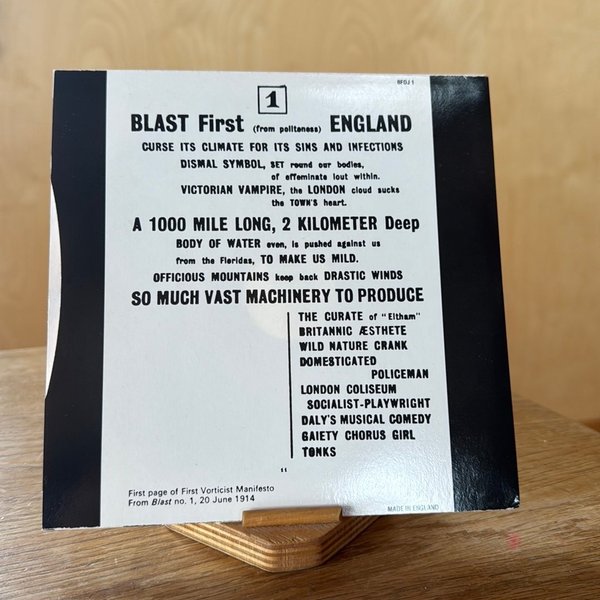 BFDJ 1
1
BLAST First (from politeness) ENGLAND
CURSE ITS CLIMATE FOR ITS SINS AND INFECTIONS
DISMAL SYMBOL, SET round our bodies,
of effeminate lout within.
VICTORIAN VAMPIRE, the LONDON cloud sucks
the TOWN'S heart.
A 1000 MILE LONG, 2 KILOMETER Deep
BODY OF WATER even, is pushed against us
from the Floridas, TO MAKE US MILD.
OFFICIOUS MOUNTAINS keep back DRASTIC WINDS
SO MUCH VAST MACHINERY TO PRODUCE
THE CURATE of "Eltham"
BRITANNIC ÆSTHETE
WILD NATURE CRANK
DOMESTICATED
POLICEMAN
LONDON COLISEUM
SOCIALIST-PLAYWRIGHT
DALY'S MUSICAL COMEDY
GAIETY CHORUS GIRL
TONKS
11
First page of First Vorticist Manifesto
From Blast no. 1, 20 June 1914
MADE IN ENGLAND